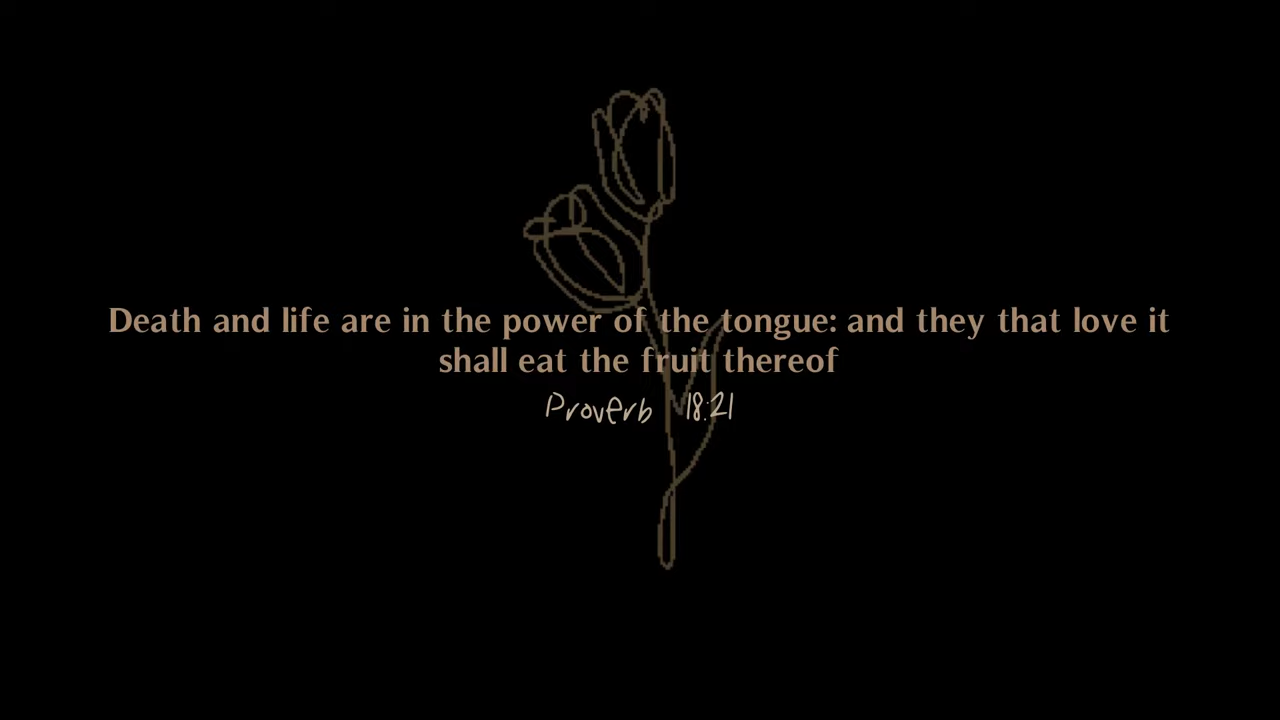 Death and life are in the power of the tongue: and they that love it
shall eat the fruit thereof
Proverb 18:21